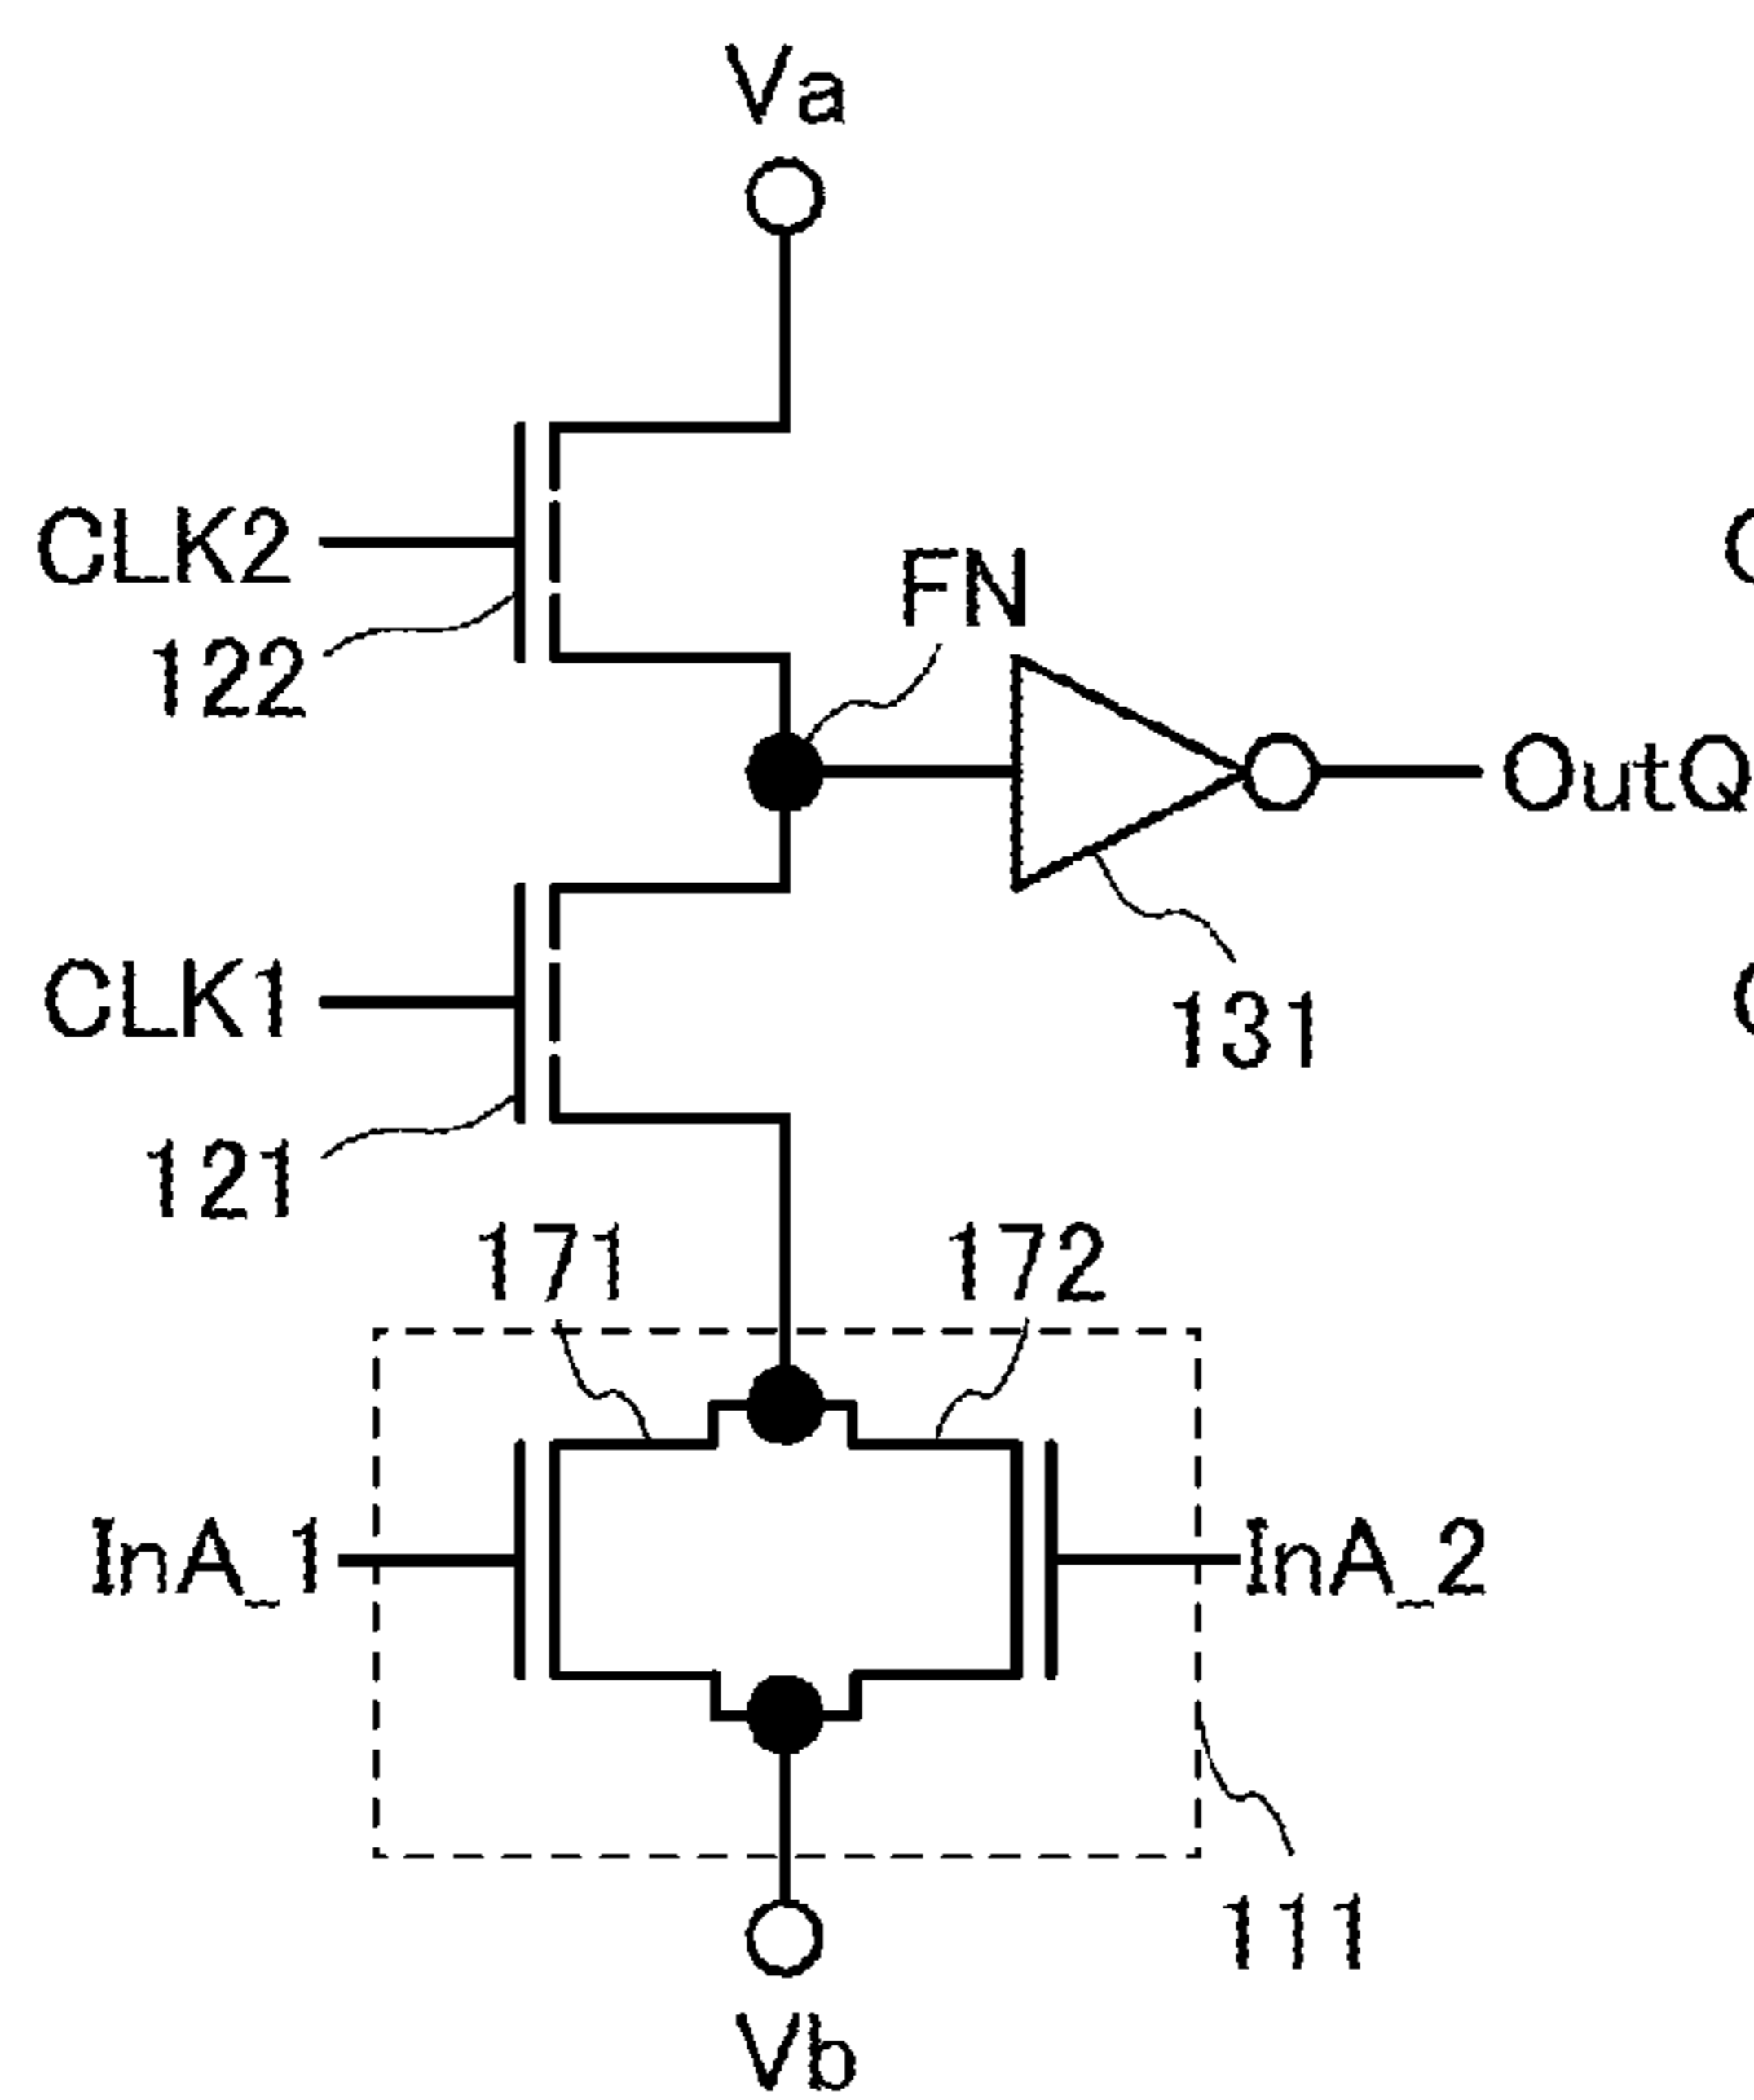 Va
CLK2
FN
122
OutQ
CLK1
131
121
171
172
InA_1
InA_2
111
Vb